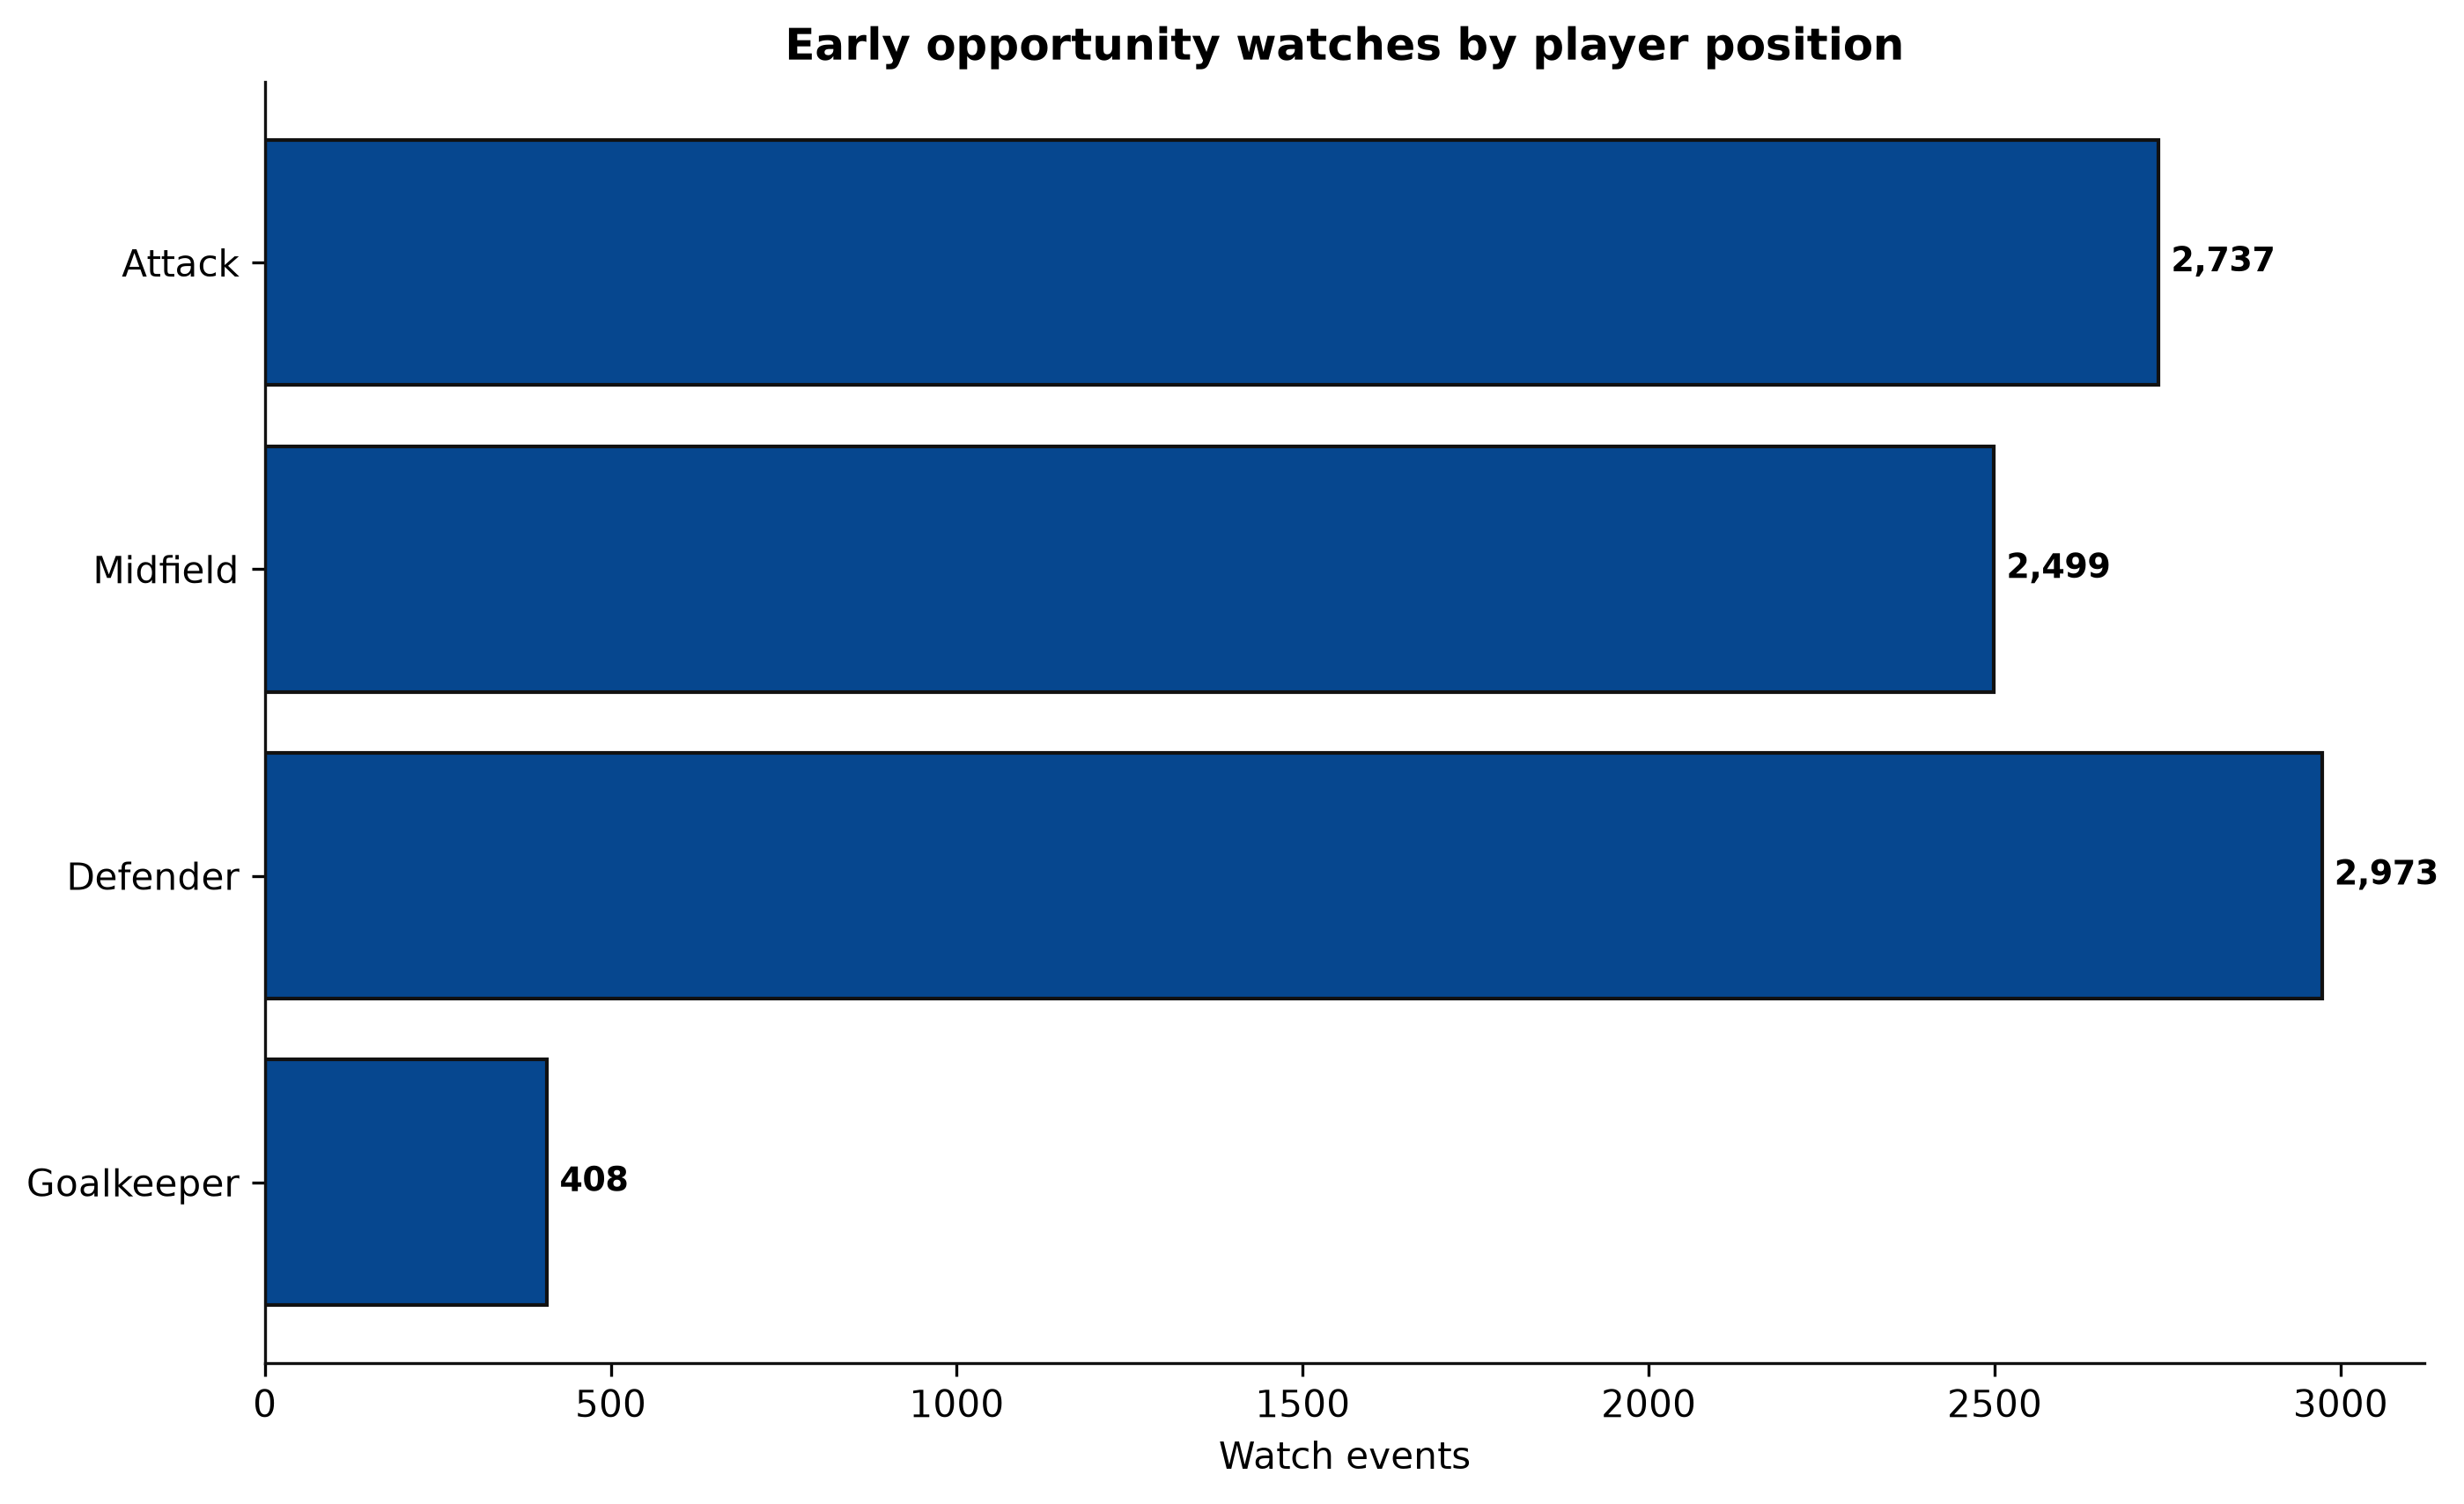 Early opportunity watches by player position
Attack
2,737
Midfield
2,499
Defender
2,973
Goalkeeper
408
0 500 1000 1500 2000 2500 3000
Watch events